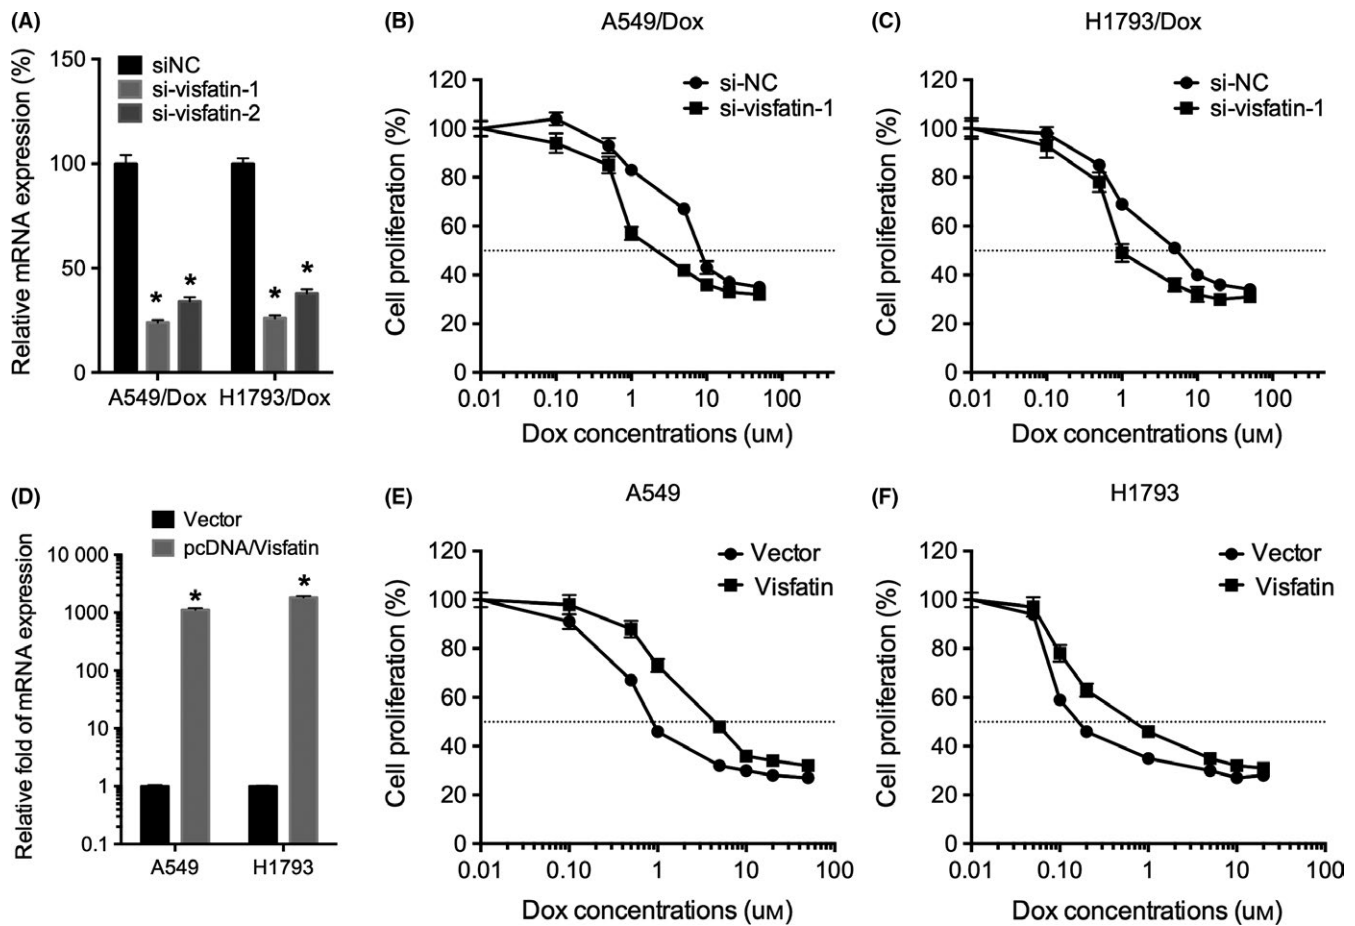 (A)
150
100
50
0
Relative mRNA expression (%)
siNC
si-visfatin-1
si-visfatin-2
*
*
*
*
A549/Dox
H1793/Dox
(B)
A549/Dox
120
100
80
60
40
20
0
Cell proliferation (%)
si-NC
si-visfatin-1
0.01
0.10
1
10
100
Dox concentrations (uM)
(C)
H1793/Dox
120
100
80
60
40
20
0
Cell proliferation (%)
si-NC
si-visfatin-1
0.01
0.10
1
10
100
Dox concentrations (uM)
(D)
Vector
pcDNA/Visfatin
10 000
1000
100
10
1
0.1
Relative fold of mRNA expression
*
*
A549
H1793
(E)
A549
120
100
80
60
40
20
0
Cell proliferation (%)
Vector
Visfatin
0.01
0.10
1
10
100
Dox concentrations (uM)
(F)
H1793
120
100
80
60
40
20
0
Cell proliferation (%)
Vector
Visfatin
0.01
0.10
1
10
100
Dox concentrations (uM)